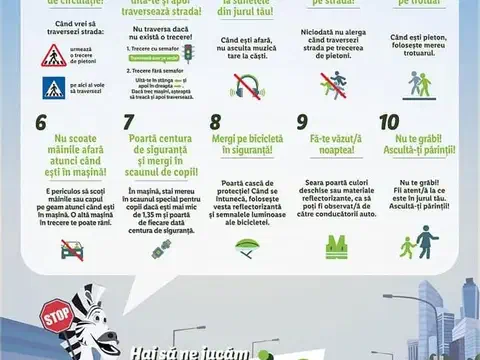 de circulație!
uită-te și apoi
traversează strada!
la sunetele
din jurul tău!
pe stradă!
pe trotuar
Când vrei să
traversezi strada:
urmează
o trecere
de pietoni
pe aici ai voie
să traversezi
Nu traversa dacă
nu există o trecere!
1. Trecere cu semafor
Traversează doar pe verde!
2. Trecere fără semafor
Uită-te în stânga
și apoi în dreapta
Dacă trec mașini, așteaptă
să treacă și apoi traversează.
Când ești afară,
nu asculta muzică
tare la căști.
Niciodată nu alerga
când traversezi
strada pe trecerea
de pietoni.
Când ești pieton,
folosește mereu
trotuarul.
6
Nu scoate
mâinile afară
atunci când
ești în mașină!
E periculos să scoți
mâinile sau capul
pe geam atunci când ești
în mașină. O altă mașină
în trecere te poate răni.
7
Poartă centura
de siguranță
și mergi în
scaunul de copii!
În mașină, stai mereu
în scaunul special pentru
copii dacă ești mai mic
de 1,35 m și poartă
de fiecare dată
centura de siguranță.
8
Mergi pe bicicletă
în siguranță!
Poartă cască de
protecție! Când se
întunecă, folosește
vesta reflectorizantă
și semnalele luminoase
ale bicicletei.
9
Fă-te văzut/ă
noaptea!
Seara poartă culori
deschise sau materiale
reflectorizante, ca să
poți fi observat/ă de
către conducătorii auto.
10
Nu te grăbi!
Ascultă-ți părinții!
Nu te grăbi!
Fii atent/ă la ce
este în jurul tău.
Ascultă-ți părinții!
STOP
Hai să ne jucăm